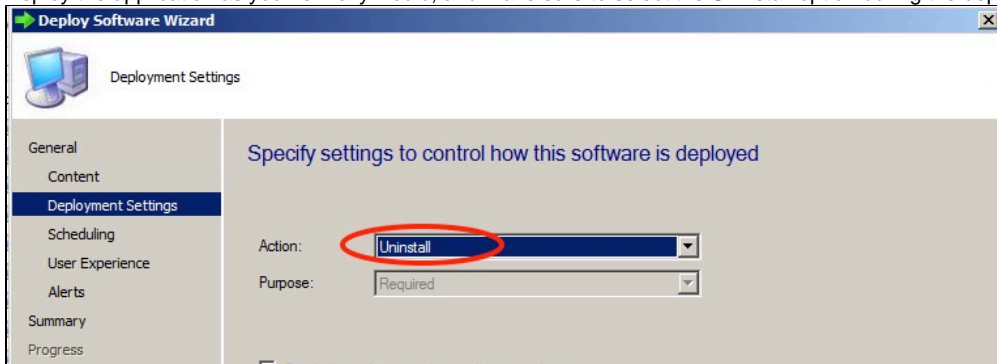 Deploy Software Wizard
Deployment Settings
General
Content
Deployment Settings
Scheduling
User Experience
Alerts
Summary
Progress
Specify settings to control how this software is deployed
Action: Uninstall
Purpose: Required